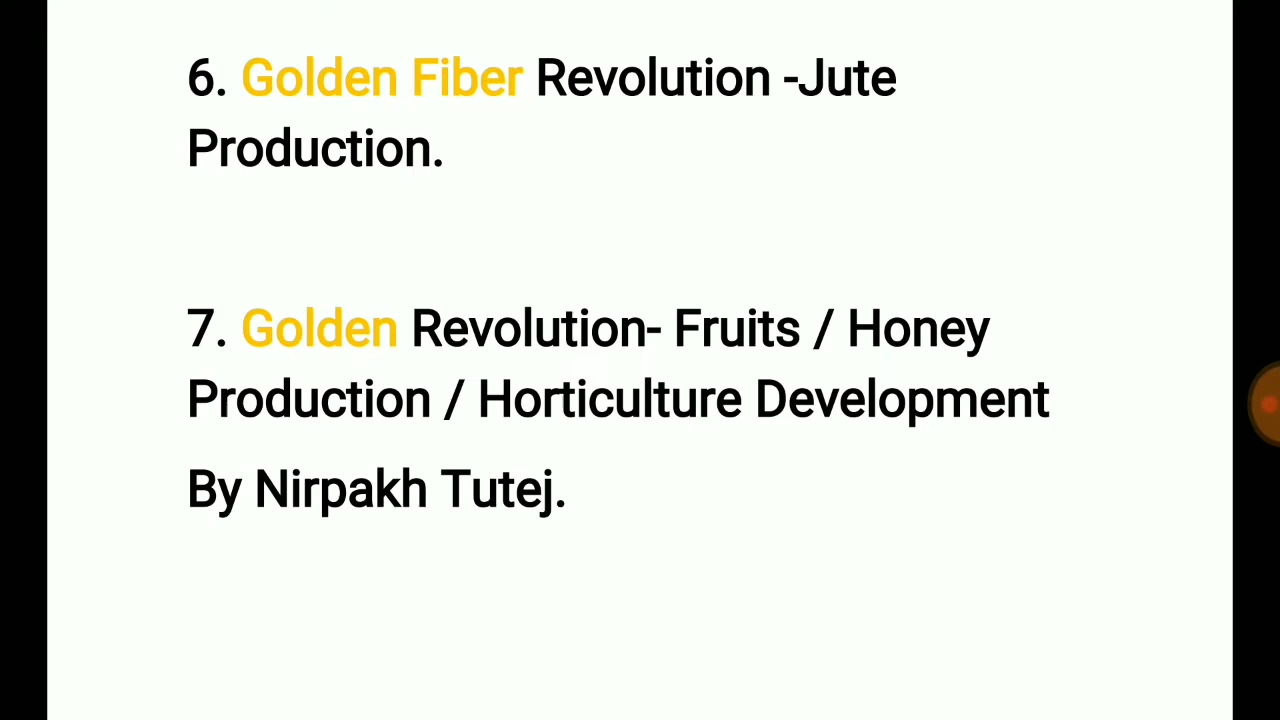 6. Golden Fiber Revolution -Jute
Production.
7. Golden Revolution- Fruits / Honey
Production / Horticulture Development
By Nirpakh Tutej.